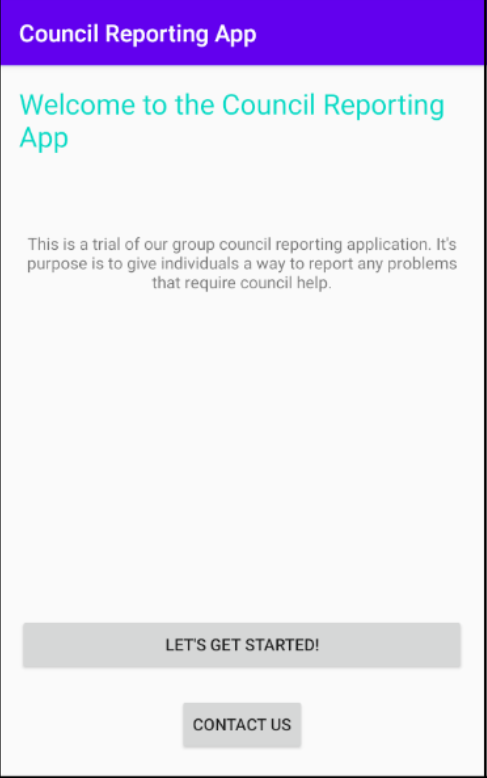 Council Reporting App
Welcome to the Council Reporting
App
This is a trial of our group council reporting application. It's
purpose is to give individuals a way to report any problems
that require council help.
LET'S GET STARTED!
CONTACT US